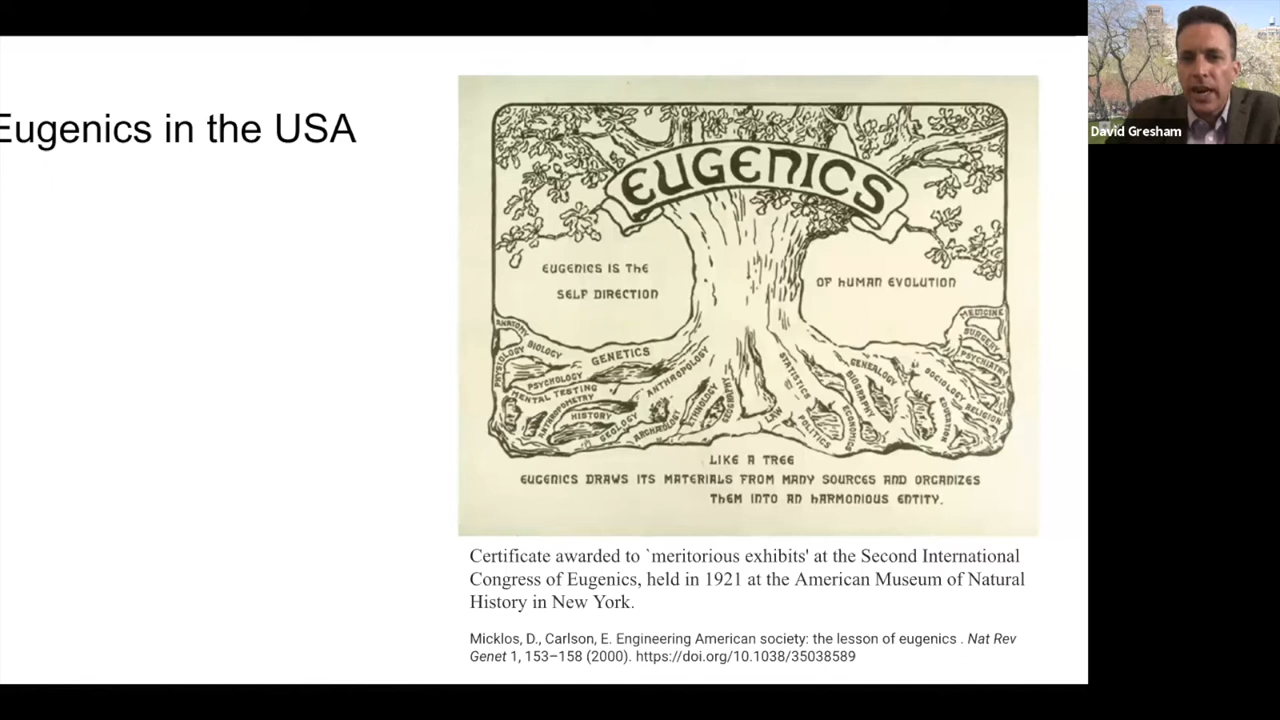 Eugenics in the USA
David Gresham
EUGENICS
EUGENICS IS THE
SELF DIRECTION
OF HUMAN EVOLUTION
ANATOMY
PHYSIOLOGY
BIOLOGY
GENETICS
PSYCHOLOGY
MENTAL TESTING
ANTHROPOMETRY
HISTORY
GEOLOGY
ANTHROPOLOGY
ARCHAEOLOGY
ETHNOLOGY
GEOGRAPHY
LAW
STATISTICS
POLITICS
ECONOMICS
BIOGRAPHY
GENEALOGY
EDUCATION
SOCIOLOGY
RELIGION
PSYCHIATRY
SURGERY
MEDICINE
LIKE A TREE
EUGENICS DRAWS ITS MATERIALS FROM MANY SOURCES AND ORGANIZES
THEM INTO AN HARMONIOUS ENTITY.
Certificate awarded to `meritorious exhibits' at the Second International
Congress of Eugenics, held in 1921 at the American Museum of Natural
History in New York.
Micklos, D., Carlson, E. Engineering American society: the lesson of eugenics . Nat Rev
Genet 1, 153–158 (2000). https://doi.org/10.1038/35038589